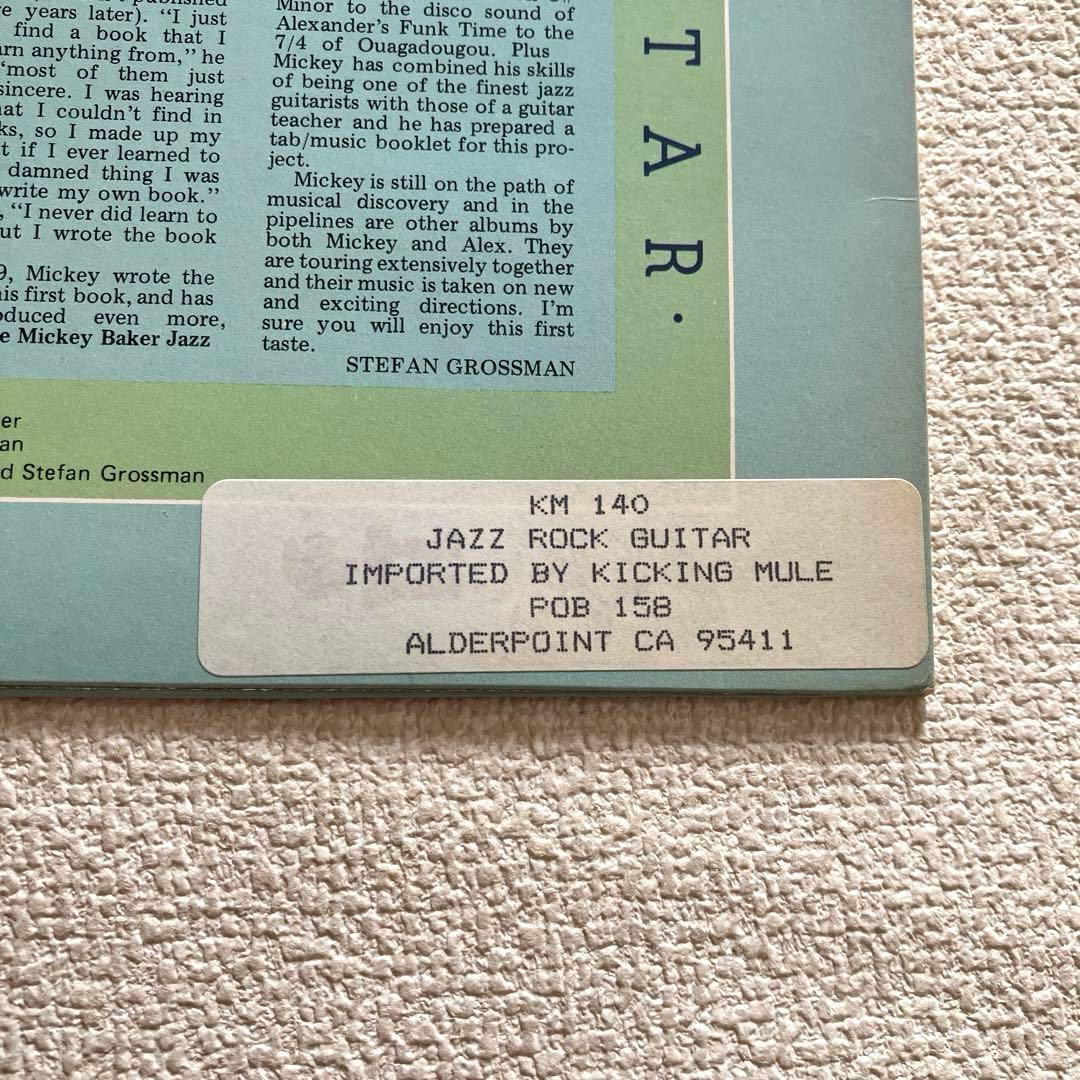 e years later). "I just
find a book that I
rn anything from," he
"most of them just
sincere. I was hearing
at I couldn't find in
ks, so I made up my
t if I ever learned to
damned thing I was
write my own book."
, "I never did learn to
ut I wrote the book
9, Mickey wrote the
is first book, and has
oduced even more,
e Mickey Baker Jazz
Minor to the disco sound of
Alexander's Funk Time to the
7/4 of Ouagadougou. Plus
Mickey has combined his skills
of being one of the finest jazz
guitarists with those of a guitar
teacher and he has prepared a
tab/music booklet for this pro-
ject.
Mickey is still on the path of
musical discovery and in the
pipelines are other albums by
both Mickey and Alex. They
are touring extensively together
and their music is taken on new
and exciting directions. I'm
sure you will enjoy this first
taste.
STEFAN GROSSMAN
TAR.
er
an
d Stefan Grossman
KM 140
JAZZ ROCK GUITAR
IMPORTED BY KICKING MULE
POB 158
ALDERPOINT CA 95411